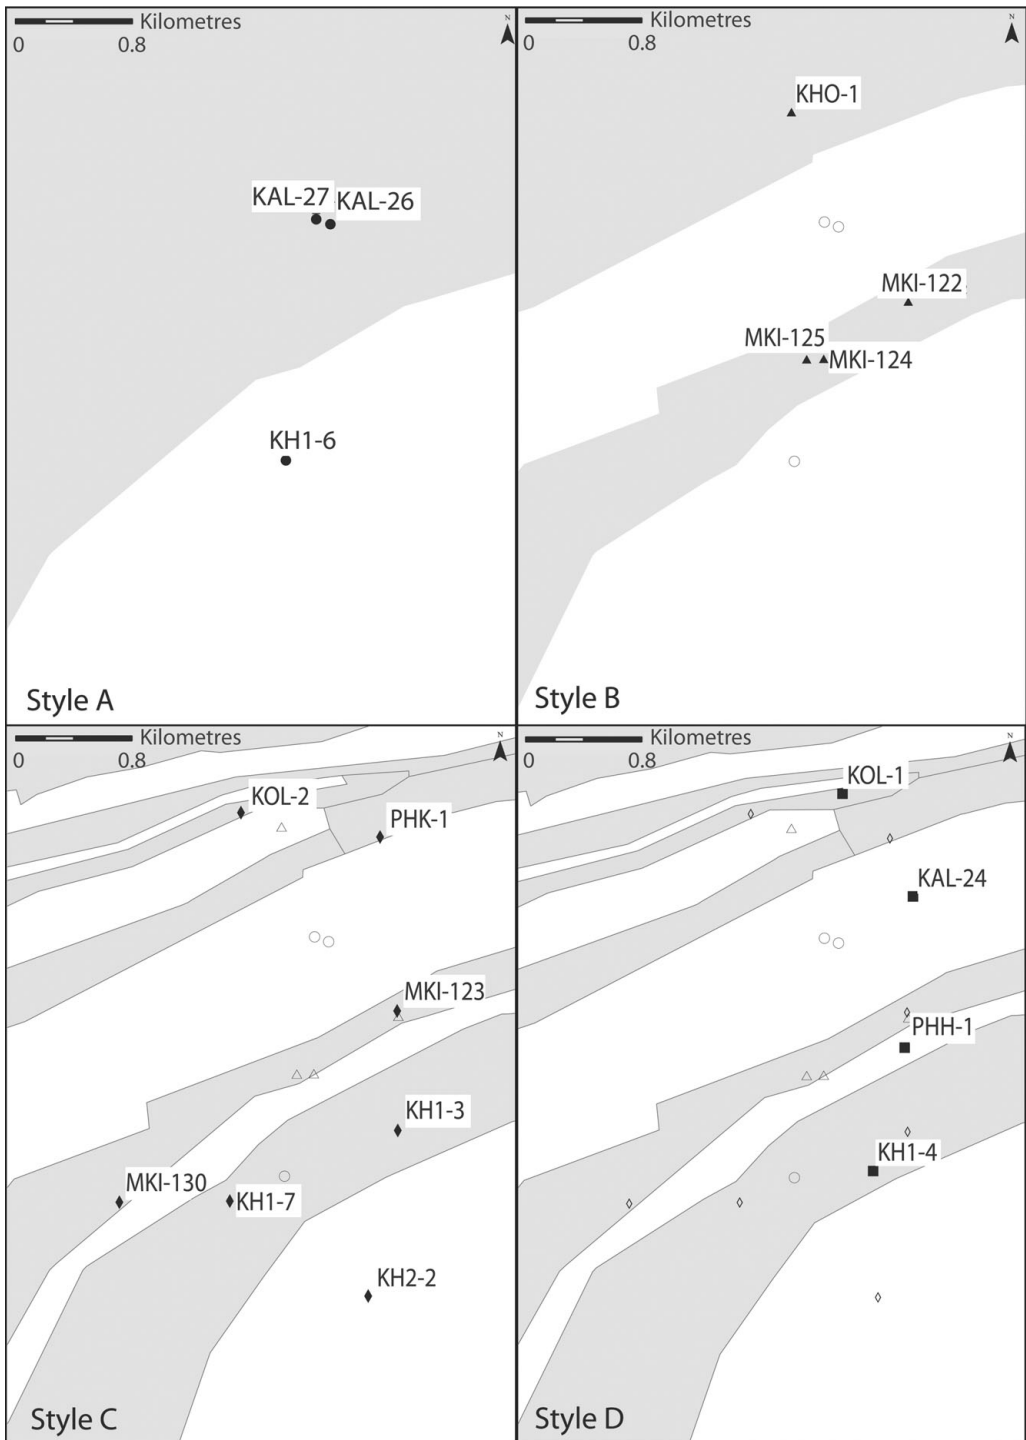 Kilometres
0 0.8
N
KAL-27 KAL-26
KH1-6
Style A
Kilometres
0 0.8
N
KHO-1
MKI-122
MKI-125
MKI-124
Style B
Kilometres
0 0.8
N
KOL-2
PHK-1
MKI-123
KH1-3
MKI-130
KH1-7
KH2-2
Style C
Kilometres
0 0.8
N
KOL-1
KAL-24
PHH-1
KH1-4
Style D